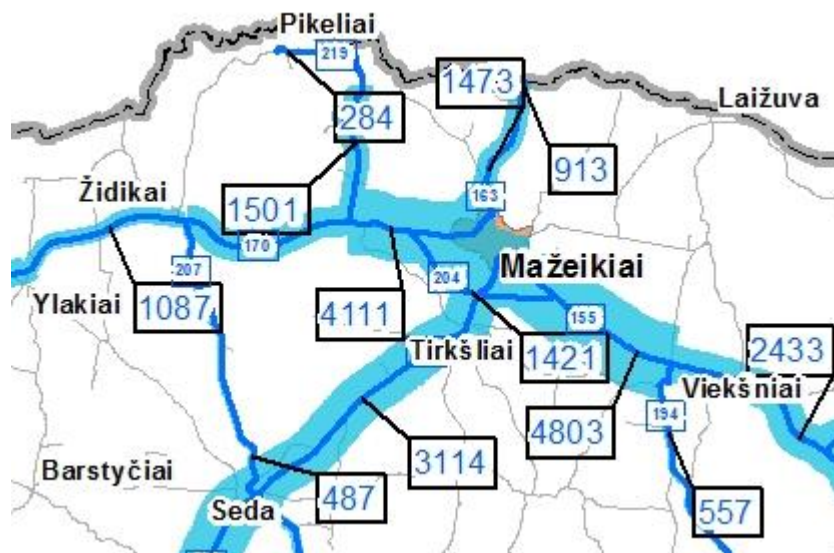 Pikeliai
219
1473
Laižuva
284
913
Židikai
1501
163
170
207
204
Mažeikiai
Ylakiai
1087
4111
155
Tirkšliai
1421
2433
Viekšniai
4803
194
3114
Barstyčiai
487
557
Seda